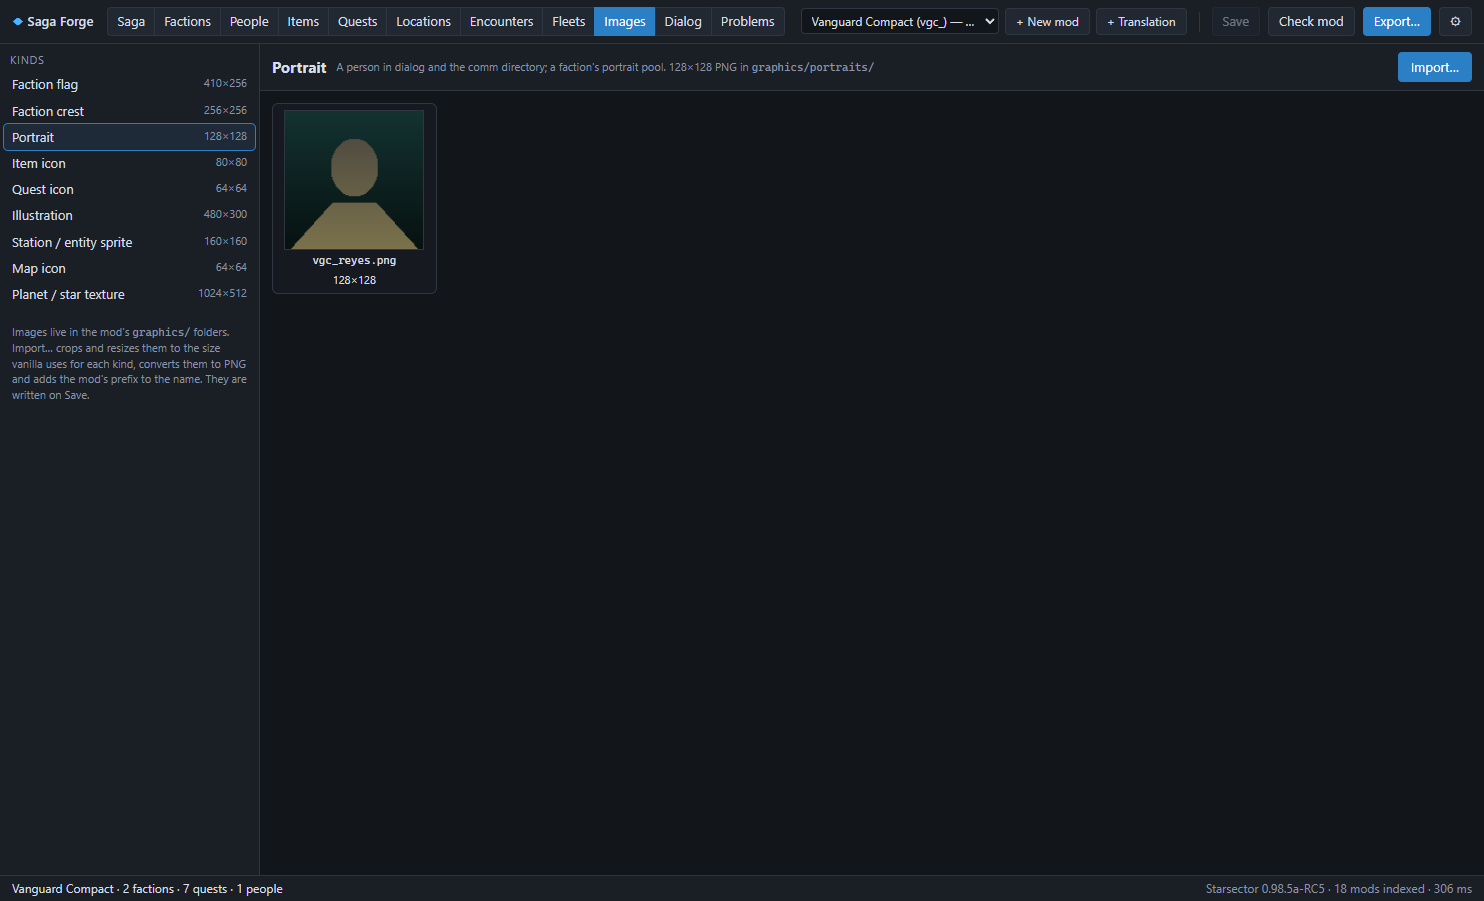 Saga Forge
Saga
Factions
People
Items
Quests
Locations
Encounters
Fleets
Images
Dialog
Problems
Vanguard Compact (vgc_) — ...
+ New mod
+ Translation
Save
Check mod
Export...
KINDS
Faction flag 410×256
Faction crest 256×256
Portrait 128×128
Item icon 80×80
Quest icon 64×64
Illustration 480×300
Station / entity sprite 160×160
Map icon 64×64
Planet / star texture 1024×512
Images live in the mod's graphics/ folders.
Import... crops and resizes them to the size
vanilla uses for each kind, converts them to PNG
and adds the mod's prefix to the name. They are
written on Save.
Portrait A person in dialog and the comm directory; a faction's portrait pool. 128×128 PNG in graphics/portraits/
Import...
vgc_reyes.png
128×128
Vanguard Compact · 2 factions · 7 quests · 1 people
Starsector 0.98.5a-RC5 · 18 mods indexed · 306 ms